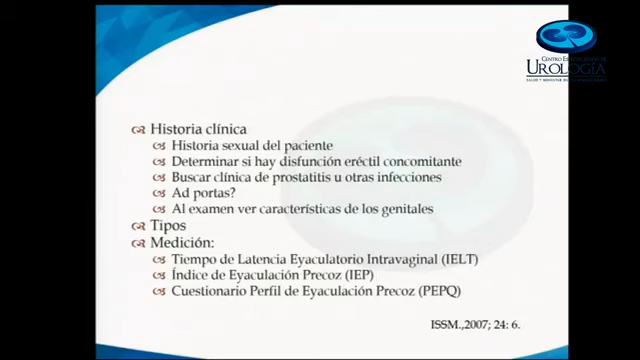 UROLOGÍA
Historia clínica
Historia sexual del paciente
Determinar si hay disfunción eréctil concomitante
Buscar clínica de prostatitis u otras infecciones
Ad portas?
Al examen ver características de los genitales
Tipos
Medición:
Tiempo de Latencia Eyaculatorio Intravaginal (IELT)
Índice de Eyaculación Precoz (IEP)
Cuestionario Perfil de Eyaculación Precoz (PEPQ)
ISSM.,2007; 24: 6.